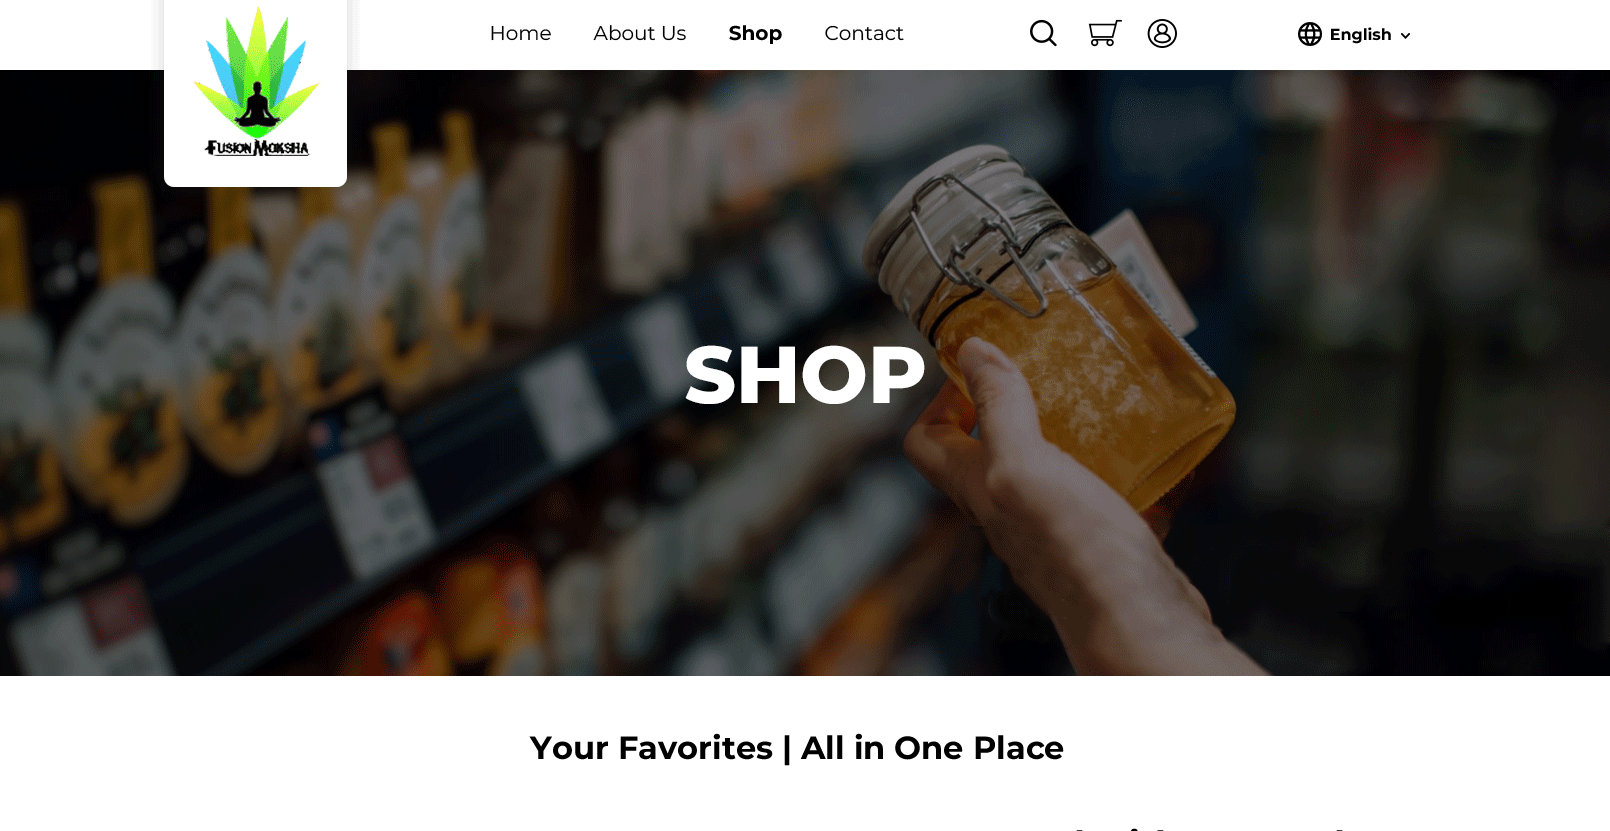 Home
About Us
Shop
Contact
English
Fusion Moksha
SHOP
Your Favorites | All in One Place